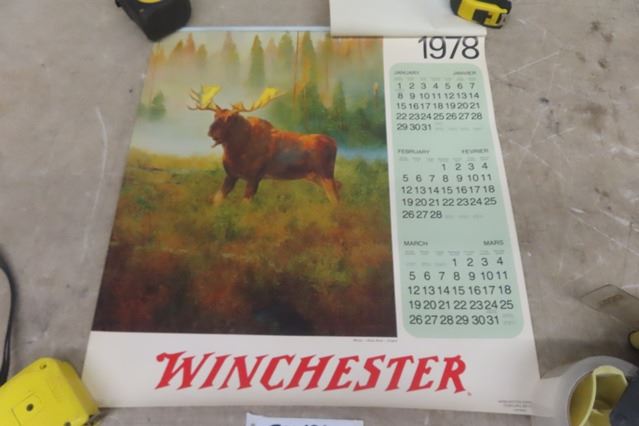 1978
JANUARY JANVIER
1 2 3 4 5 6 7
8 9 10 11 12 13 14
15 16 17 18 19 20 21
22 23 24 25 26 27 28
29 30 31
FEBRUARY FEVRIER
1 2 3 4
5 6 7 8 9 10 11
12 13 14 15 16 17 18
19 20 21 22 23 24 25
26 27 28
MARCH MARS
1 2 3 4
5 6 7 8 9 10 11
12 13 14 15 16 17 18
19 20 21 22 23 24 25
26 27 28 29 30 31
WINCHESTER